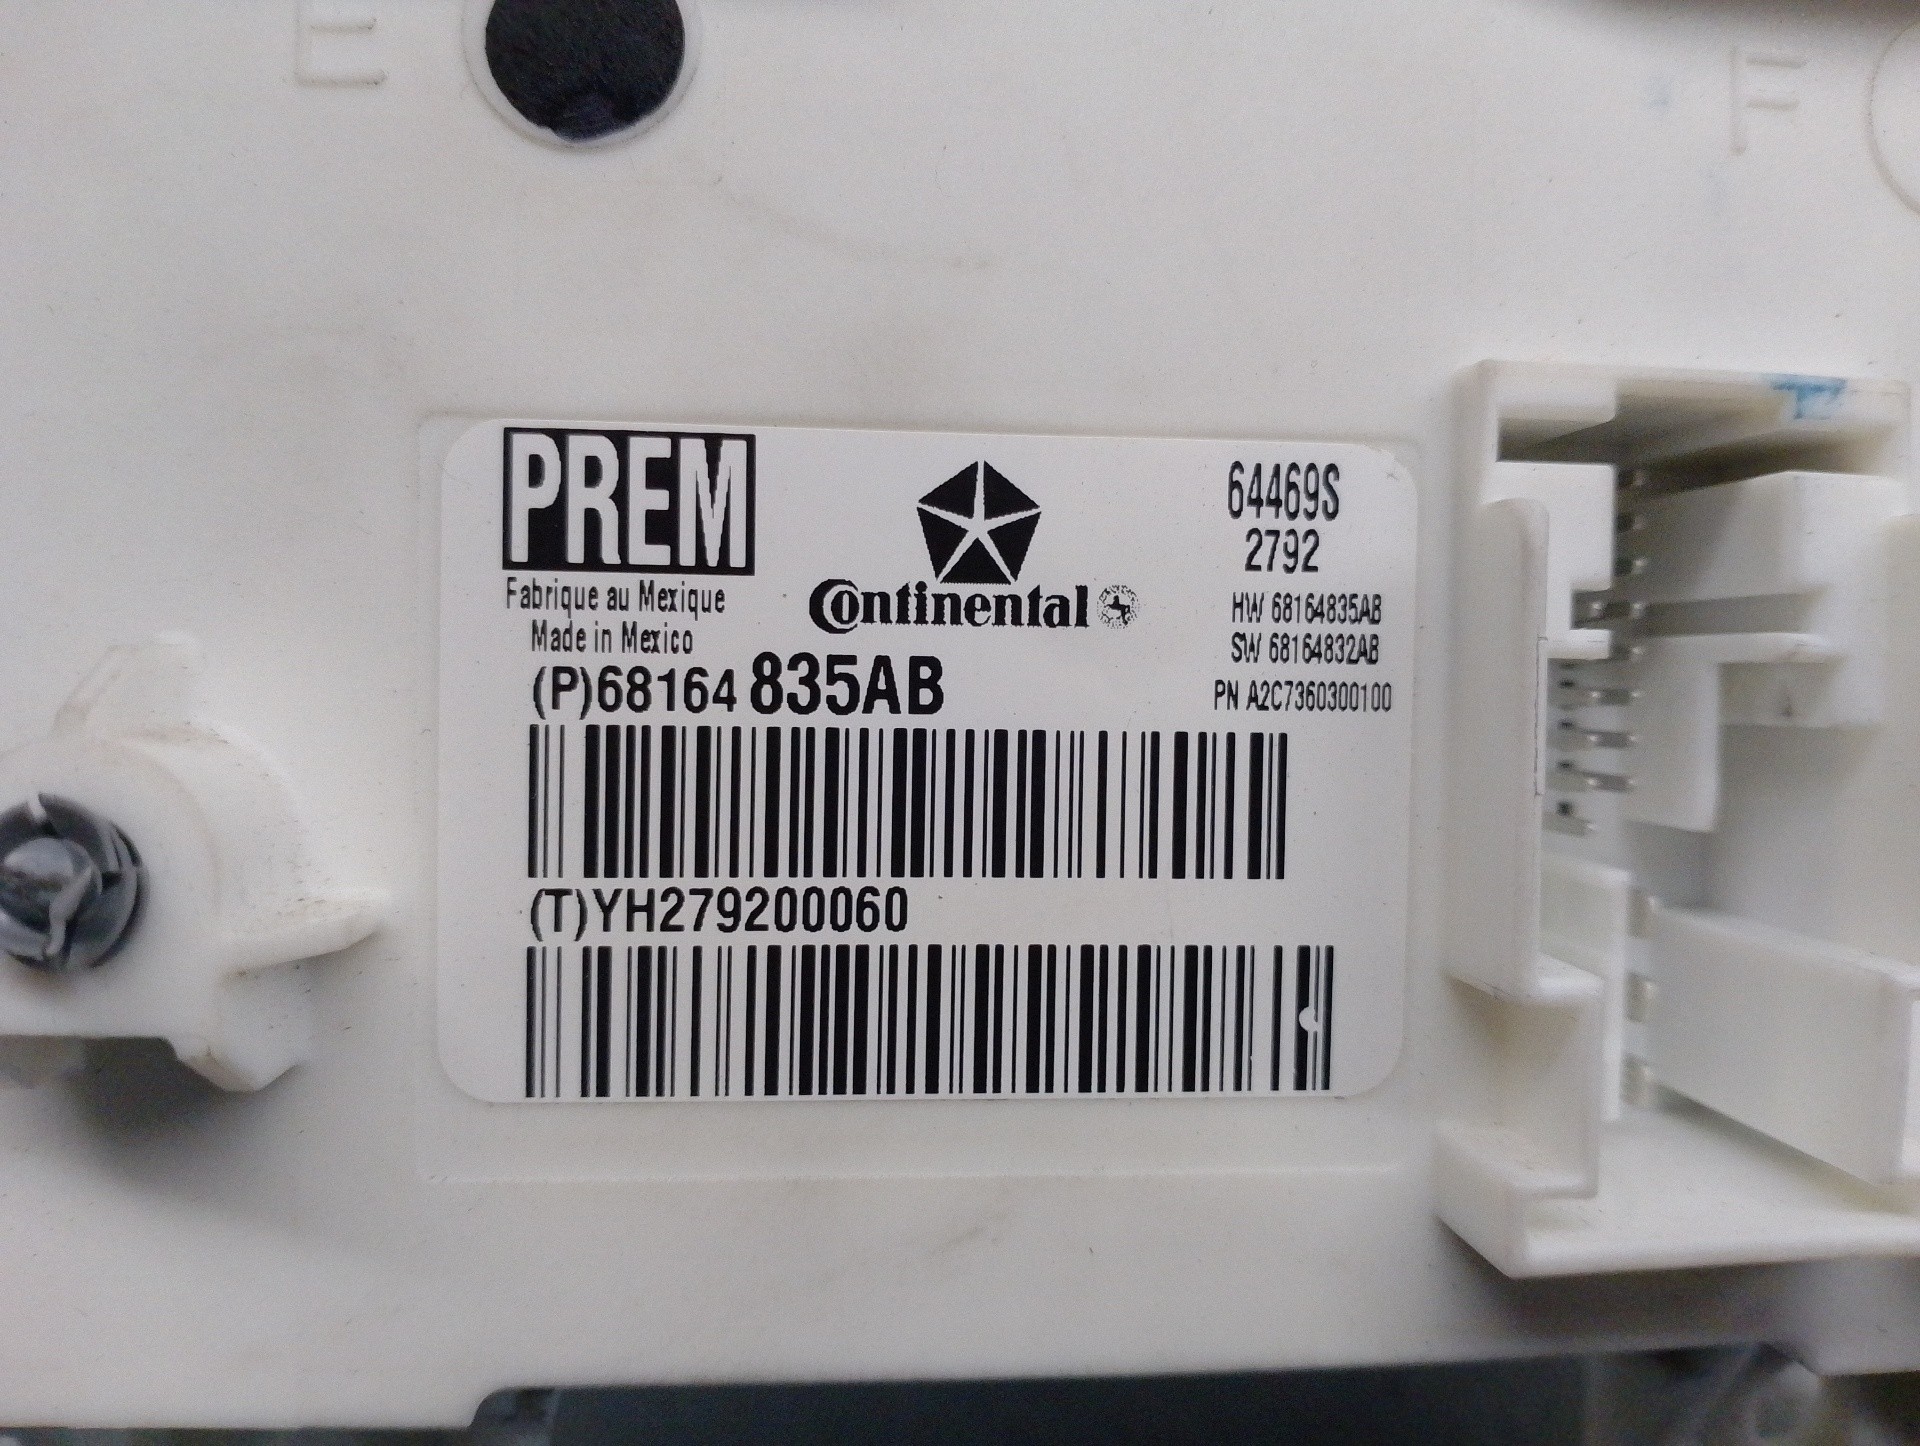 E
F
PREM
Fabrique au Mexique
Made in Mexico
Continental
64469S
2792
HW 68164835AB
SW 68164832AB
PN A2C7360300100
(P)68164 835AB
(T)YH279200060